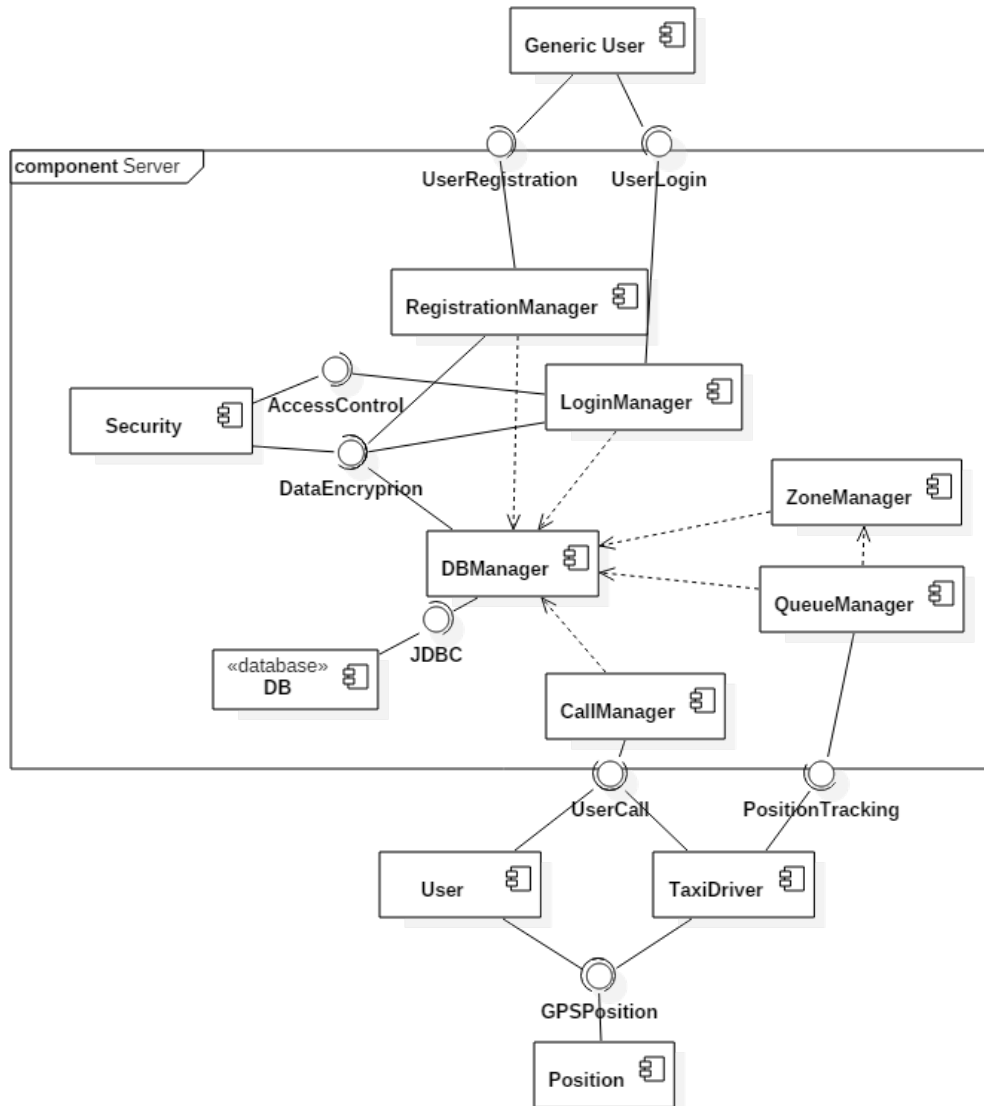 Generic User
component Server
UserRegistration
UserLogin
RegistrationManager
AccessControl
LoginManager
Security
DataEncryprion
ZoneManager
DBManager
QueueManager
JDBC
«database»
DB
CallManager
UserCall
PositionTracking
User
TaxiDriver
GPSPosition
Position